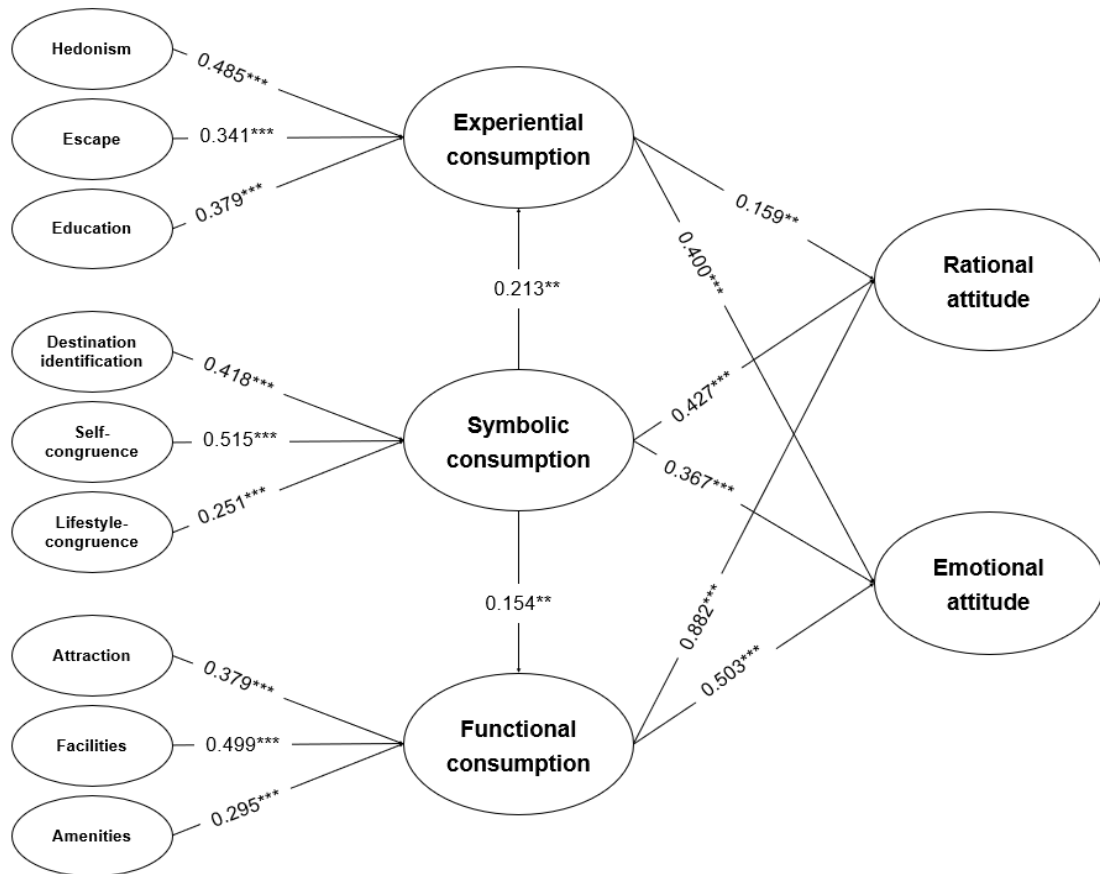 Hedonism
0.485***
Escape
0.341***
Education
0.379***
Experiential
consumption
0.159**
0.400***
Rational
attitude
0.213**
Destination
identification
0.418***
Self-
congruence
0.515***
Lifestyle-
congruence
0.251***
Symbolic
consumption
0.427***
0.367***
Emotional
attitude
0.154**
0.882***
0.503***
Attraction
0.379***
Facilities
0.499***
Amenities
0.295***
Functional
consumption